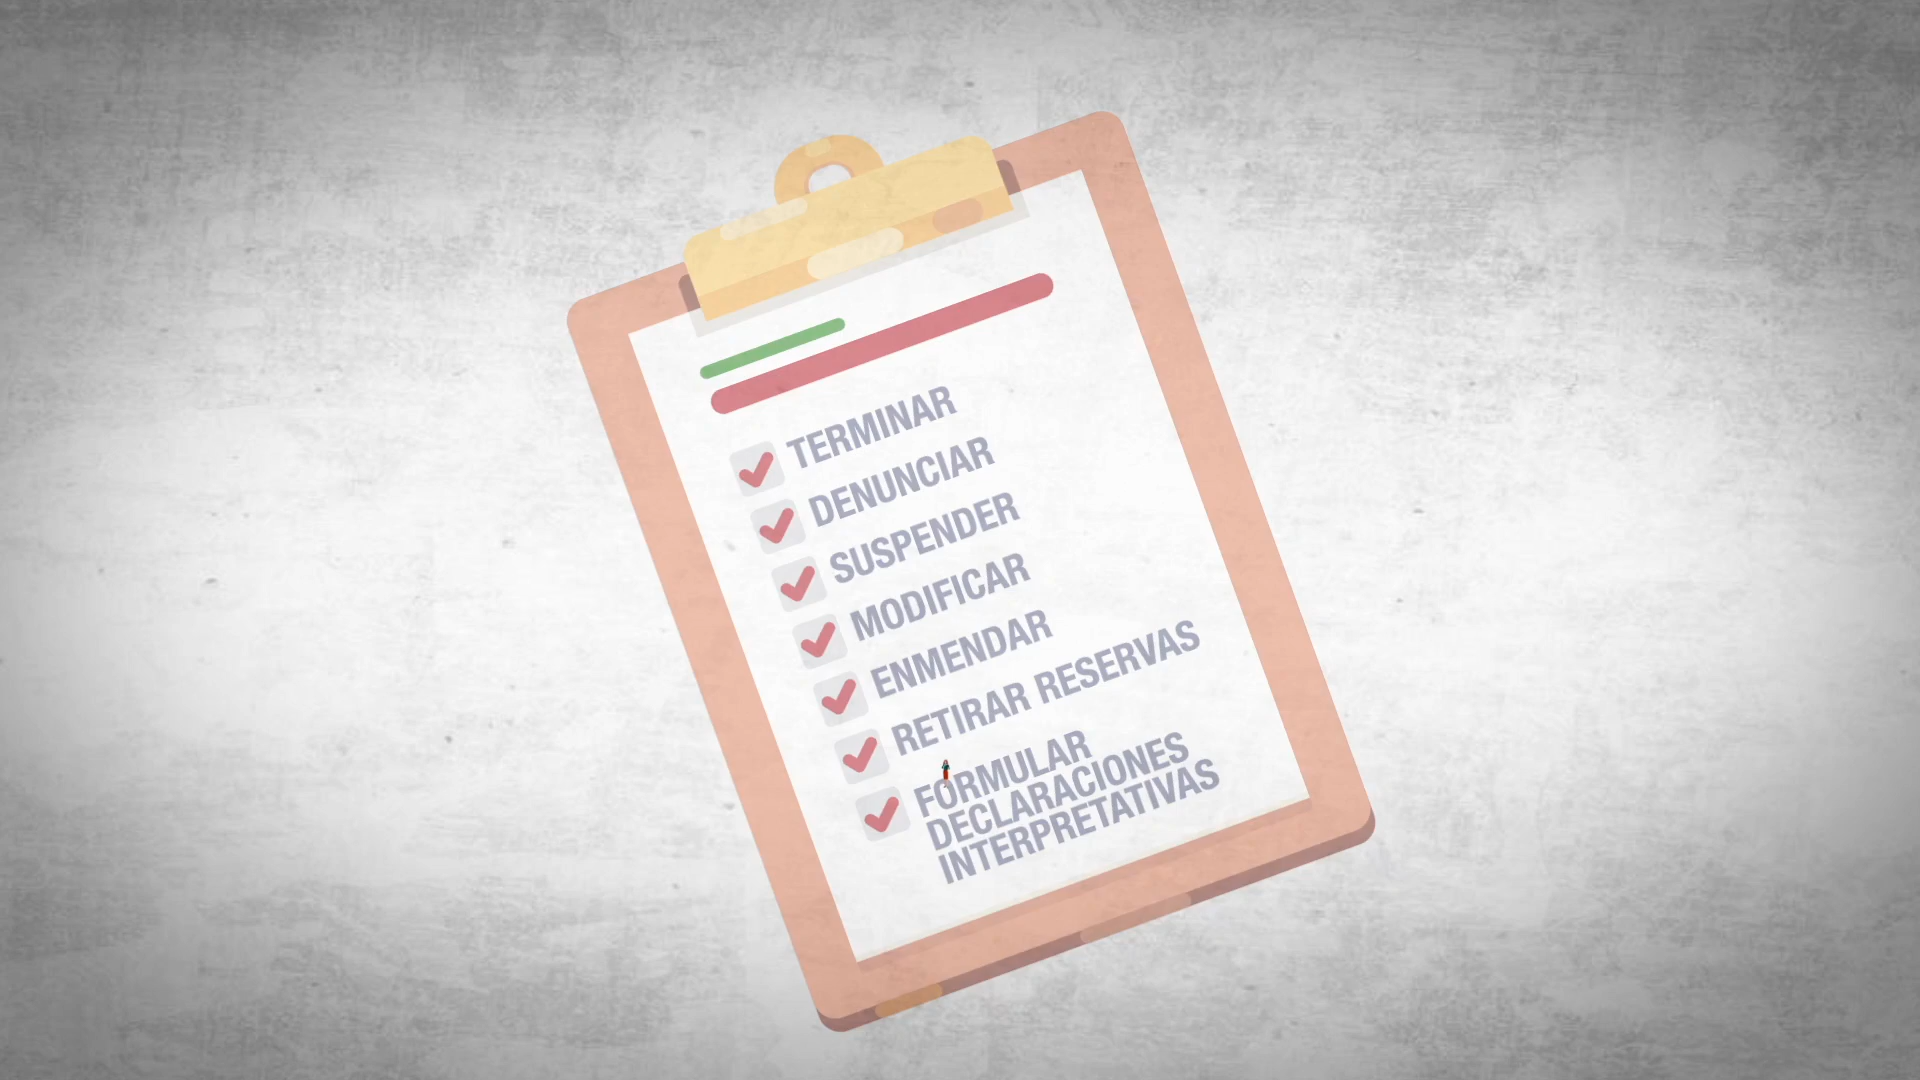 TERMINAR
DENUNCIAR
SUSPENDER
MODIFICAR
ENMENDAR
RETIRAR RESERVAS
FORMULAR
DECLARACIONES
INTERPRETATIVAS